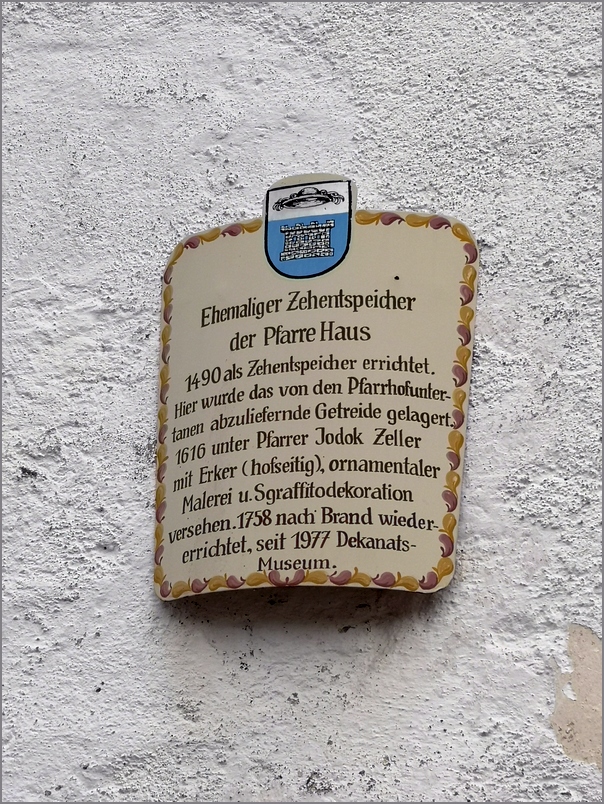 Ehemaliger Zehentspeicher
der Pfarre Haus
1490 als Zehentspeicher errichtet.
Hier wurde das von den Pfarrhofunter-
tanen abzuliefernde Getreide gelagert.
1616 unter Pfarrer Jodok Zeller
mit Erker (hofseitig), ornamentaler
Malerei u. Sgraffitodekoration
versehen. 1758 nach Brand wieder-
errichtet, seit 1977 Dekanats-
Museum.